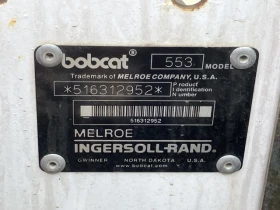 bobcat 553 MODEL
Trademark of MELROE COMPANY, U.S.A.
*516312952* Product Identification Number
516312952
MELROE
INGERSOLL-RAND®
GWINNER NORTH DAKOTA U.S.A.
www.bobcat.com